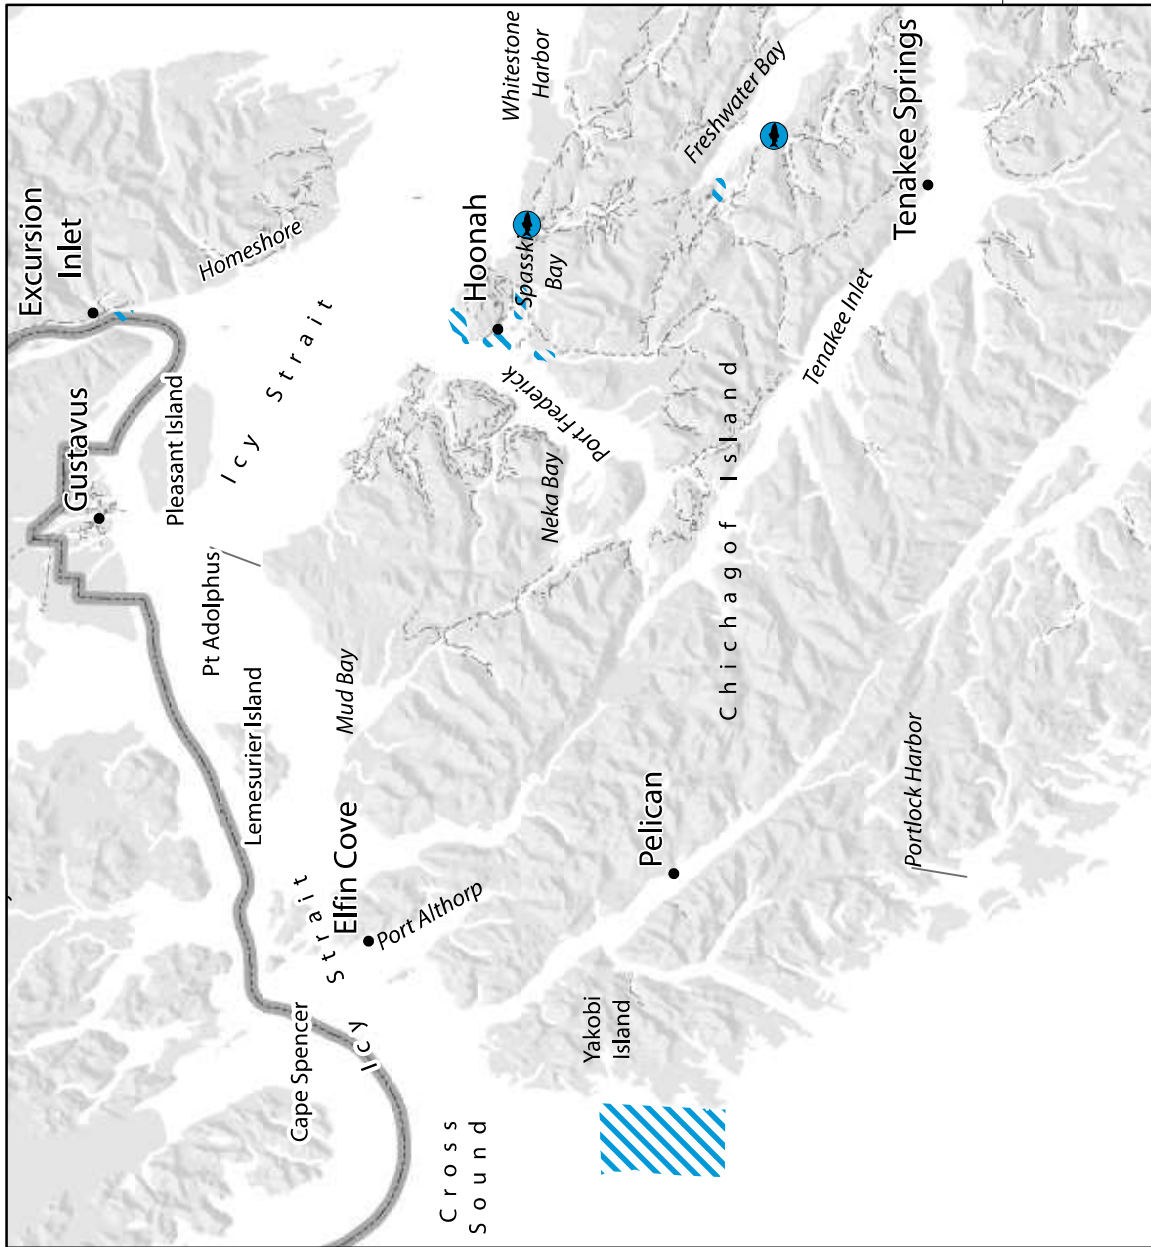 Excursion
Inlet
Gustavus
Homeshore
Pleasant Island
Icy Strait
Whitestone
Harbor
Hoonah
Spasski
Bay
Freshwater Bay
Tenakee Springs
Pt Adolphus
Port Frederick
Neka Bay
Tenakee Inlet
Chichagof Island
Lemesurier Island
Mud Bay
Elfin Cove
Port Althorp
Pelican
Portlock Harbor
Icy Strait
Cape Spencer
Yakobi
Island
Cross
Sound